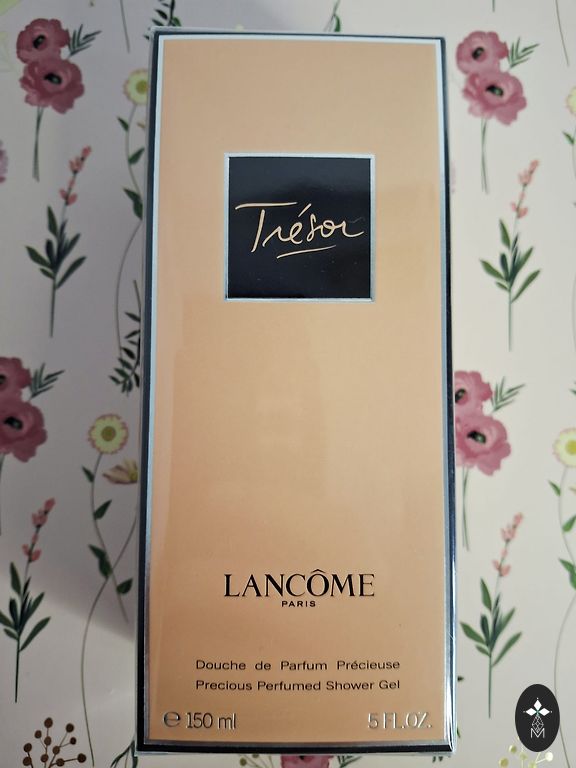 Trésor
LANCÔME
PARIS
Douche de Parfum Précieuse
Precious Perfumed Shower Gel
℮ 150 ml 5 FL.OZ.
M